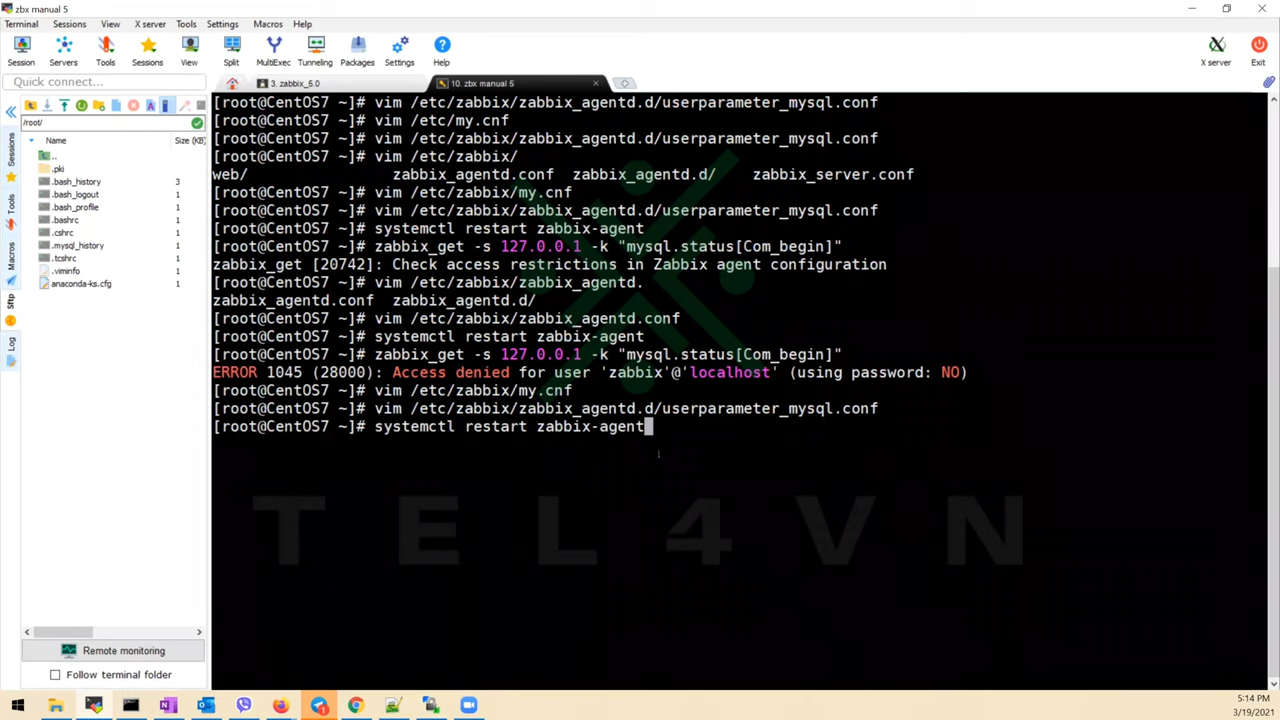 zbx manual 5
Terminal Sessions View X server Tools Settings Macros Help
Session Servers Tools Sessions View Split MultiExec Tunneling Packages Settings Help X server Exit
Quick connect...
3. zabbix_5.0
10. zbx manual 5
/root/
Name Size (KB)
..
.pki
.bash_history 3
.bash_logout 1
.bash_profile 1
.bashrc 1
.cshrc 1
.mysql_history 1
.tcshrc 1
.viminfo 1
anaconda-ks.cfg 1
Sessions
Tools
Macros
Sftp
Log
Remote monitoring
Follow terminal folder
[root@CentOS7 ~]# vim /etc/zabbix/zabbix_agentd.d/userparameter_mysql.conf
[root@CentOS7 ~]# vim /etc/my.cnf
[root@CentOS7 ~]# vim /etc/zabbix/zabbix_agentd.d/userparameter_mysql.conf
[root@CentOS7 ~]# vim /etc/zabbix/
web/ zabbix_agentd.conf zabbix_agentd.d/ zabbix_server.conf
[root@CentOS7 ~]# vim /etc/zabbix/my.cnf
[root@CentOS7 ~]# vim /etc/zabbix/zabbix_agentd.d/userparameter_mysql.conf
[root@CentOS7 ~]# systemctl restart zabbix-agent
[root@CentOS7 ~]# zabbix_get -s 127.0.0.1 -k "mysql.status[Com_begin]"
zabbix_get [20742]: Check access restrictions in Zabbix agent configuration
[root@CentOS7 ~]# vim /etc/zabbix/zabbix_agentd.
zabbix_agentd.conf zabbix_agentd.d/
[root@CentOS7 ~]# vim /etc/zabbix/zabbix_agentd.conf
[root@CentOS7 ~]# systemctl restart zabbix-agent
[root@CentOS7 ~]# zabbix_get -s 127.0.0.1 -k "mysql.status[Com_begin]"
ERROR 1045 (28000): Access denied for user 'zabbix'@'localhost' (using password: NO)
[root@CentOS7 ~]# vim /etc/zabbix/my.cnf
[root@CentOS7 ~]# vim /etc/zabbix/zabbix_agentd.d/userparameter_mysql.conf
[root@CentOS7 ~]# systemctl restart zabbix-agent
TEL4VN
5:14 PM
3/19/2021